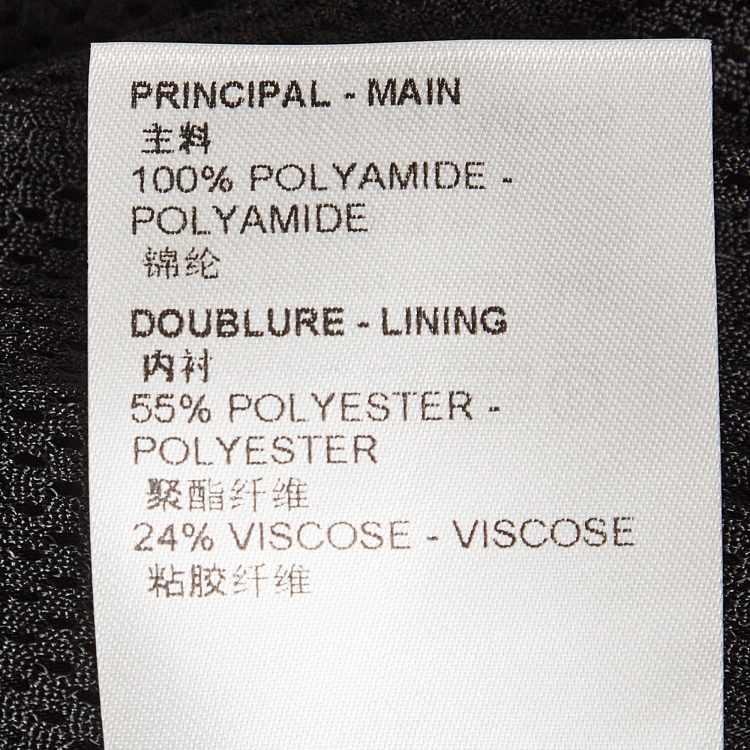 PRINCIPAL - MAIN
主料
100% POLYAMIDE -
POLYAMIDE
锦纶
DOUBLURE - LINING
内衬
55% POLYESTER -
POLYESTER
聚酯纤维
24% VISCOSE - VISCOSE
粘胶纤维